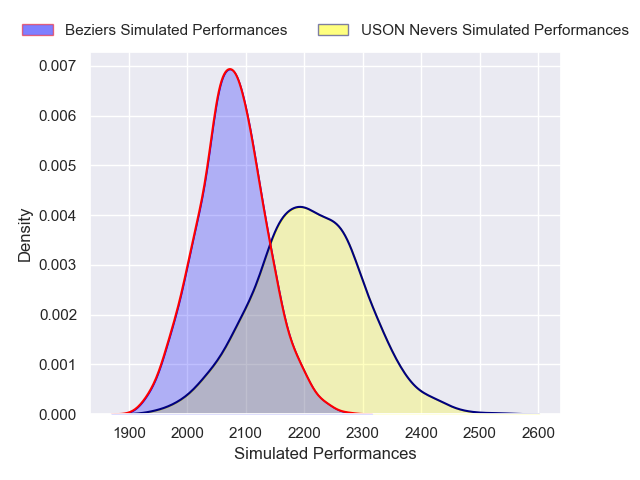 Beziers Simulated Performances USON Nevers Simulated Performances
0.007
0.006
0.005
0.004
0.003
0.002
0.001
0.000
Density
1900 2000 2100 2200 2300 2400 2500 2600
Simulated Performances